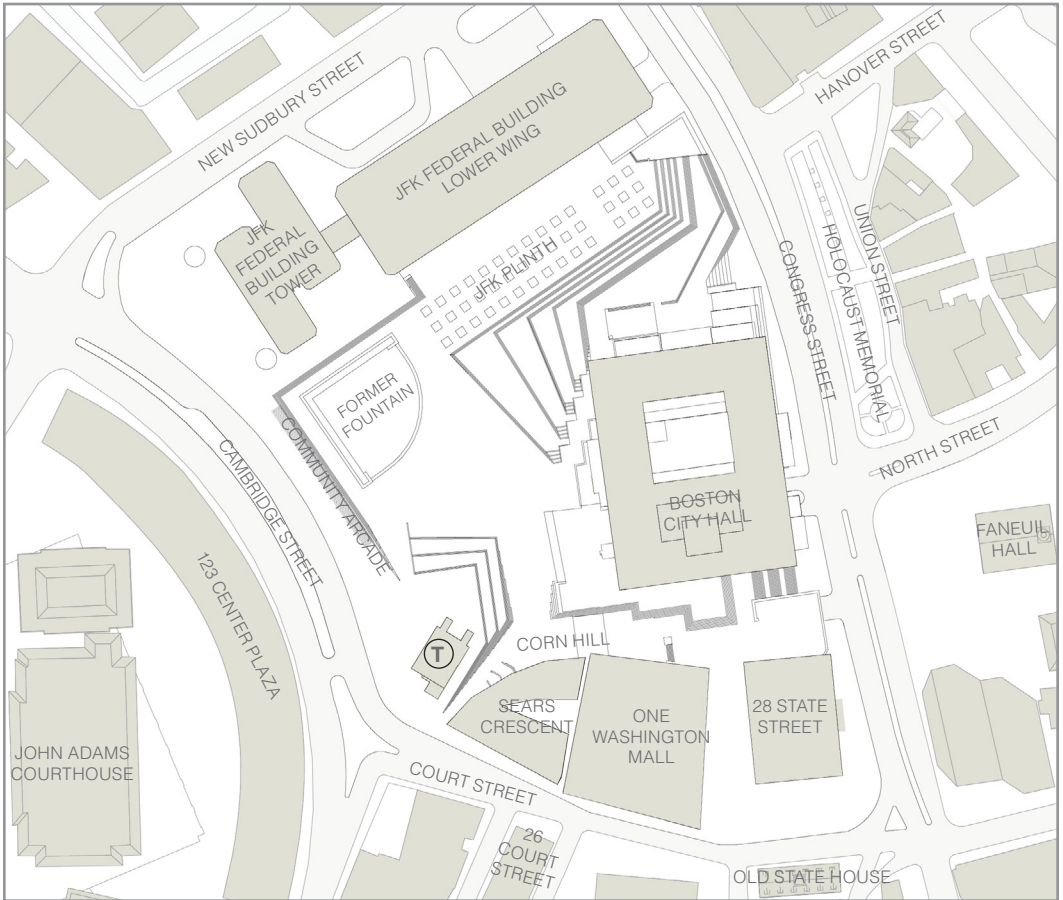 HANOVER STREET
NEW SUDBURY STREET
JFK FEDERAL BUILDING
LOWER WING
JFK
FEDERAL
BUILDING
TOWER
JFK PLINTH
UNION STREET
HOLOCAUST MEMORIAL
CONGRESS STREET
FORMER
FOUNTAIN
COMMUNITY ARCADE
CAMBRIDGE STREET
NORTH STREET
BOSTON
CITY HALL
FANEUIL
HALL
123 CENTER PLAZA
T
CORN HILL
SEARS
CRESCENT
ONE
WASHINGTON
MALL
28 STATE
STREET
JOHN ADAMS
COURTHOUSE
COURT STREET
26
COURT
STREET
OLD STATE HOUSE